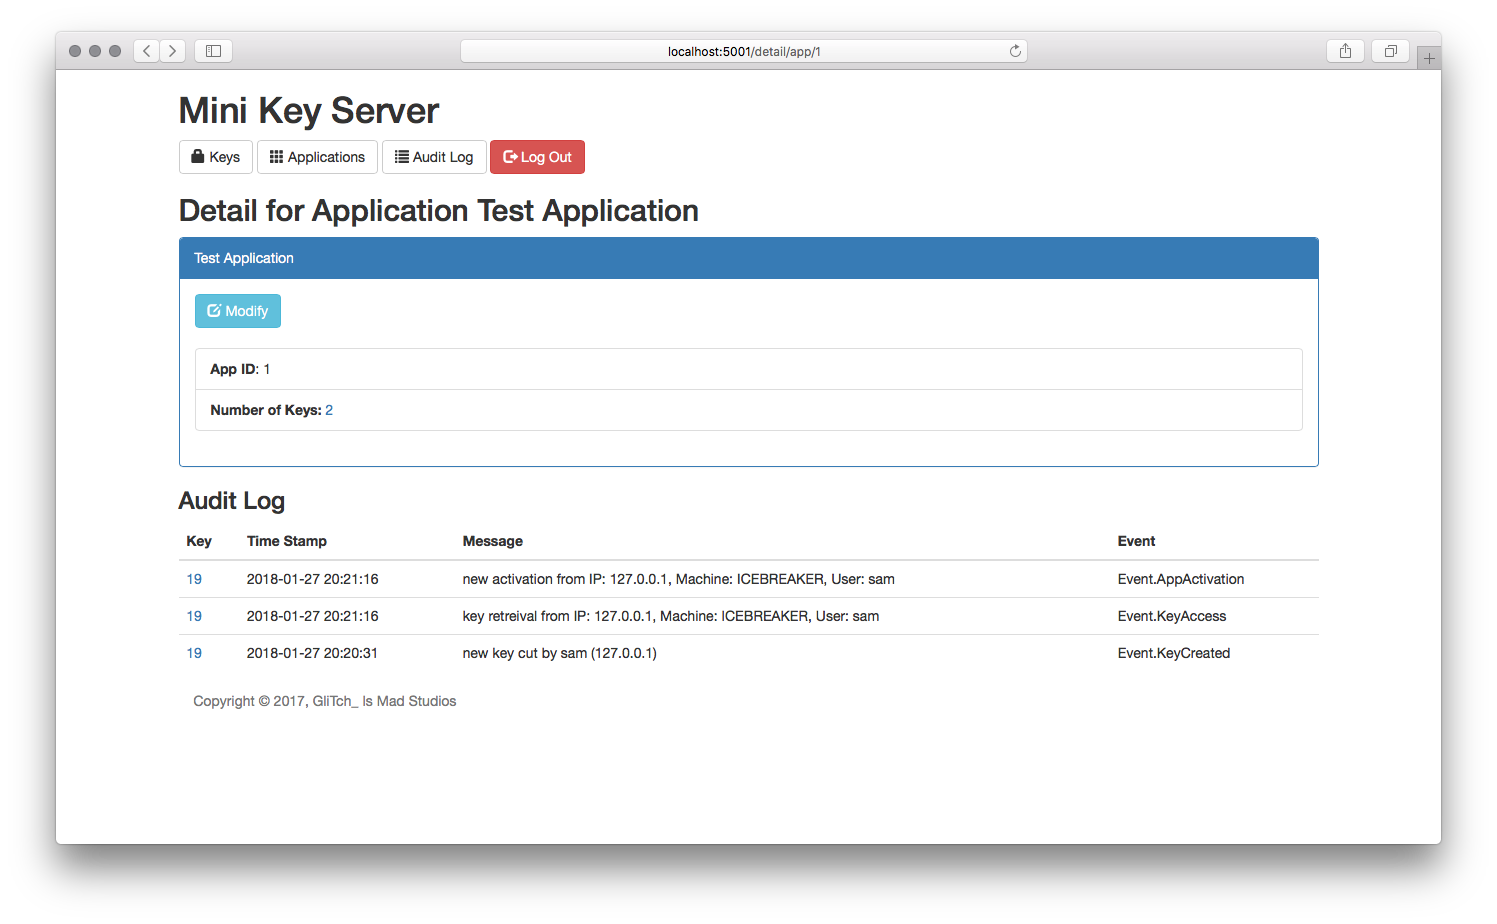 localhost:5001/detail/app/1
Mini Key Server
Keys Applications Audit Log Log Out
Detail for Application Test Application
Test Application
Modify
App ID: 1
Number of Keys: 2
Audit Log
Key Time Stamp Message Event
19 2018-01-27 20:21:16 new activation from IP: 127.0.0.1, Machine: ICEBREAKER, User: sam Event.AppActivation
19 2018-01-27 20:21:16 key retreival from IP: 127.0.0.1, Machine: ICEBREAKER, User: sam Event.KeyAccess
19 2018-01-27 20:20:31 new key cut by sam (127.0.0.1) Event.KeyCreated
Copyright © 2017, GliTch_ Is Mad Studios